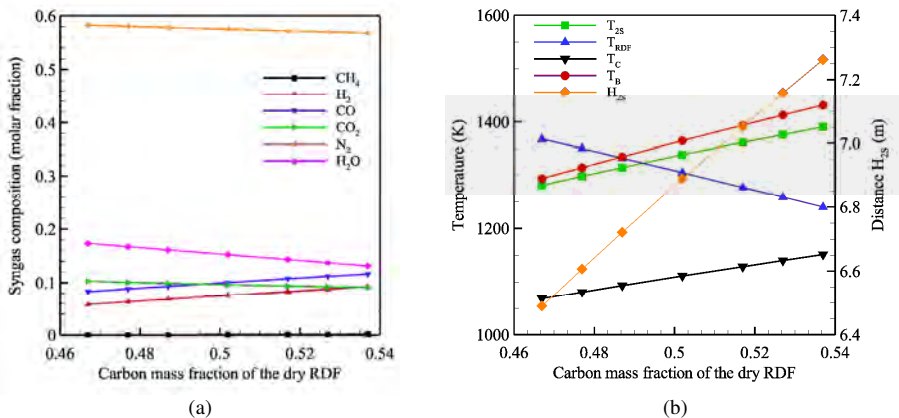 (a)
Syngas composition (molar fraction)
0.6
0.5
0.4
0.3
0.2
0.1
0
0.46
0.48
0.5
0.52
0.54
Carbon mass fraction of the dry RDF
CH4
H2
CO
CO2
N2
H2O
(a)
(b)
Temperature (K)
1600
1400
1200
1000
T2S
TRDF
TC
TB
H2S
7.4
7.2
7.0
6.8
6.6
6.4
Distance H2S (m)
0.46
0.48
0.5
0.52
0.54
Carbon mass fraction of the dry RDF
(b)